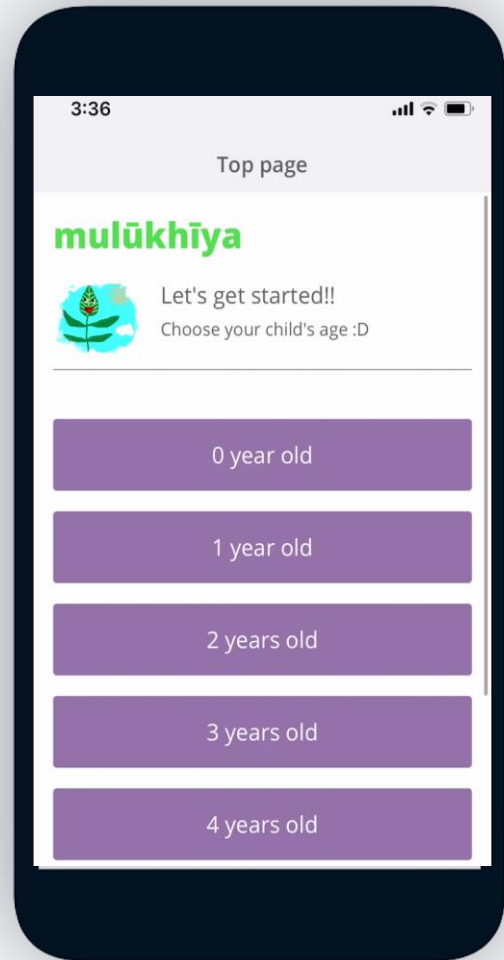 3:36
Top page
mulūkhīya
Let's get started!!
Choose your child's age :D
0 year old
1 year old
2 years old
3 years old
4 years old